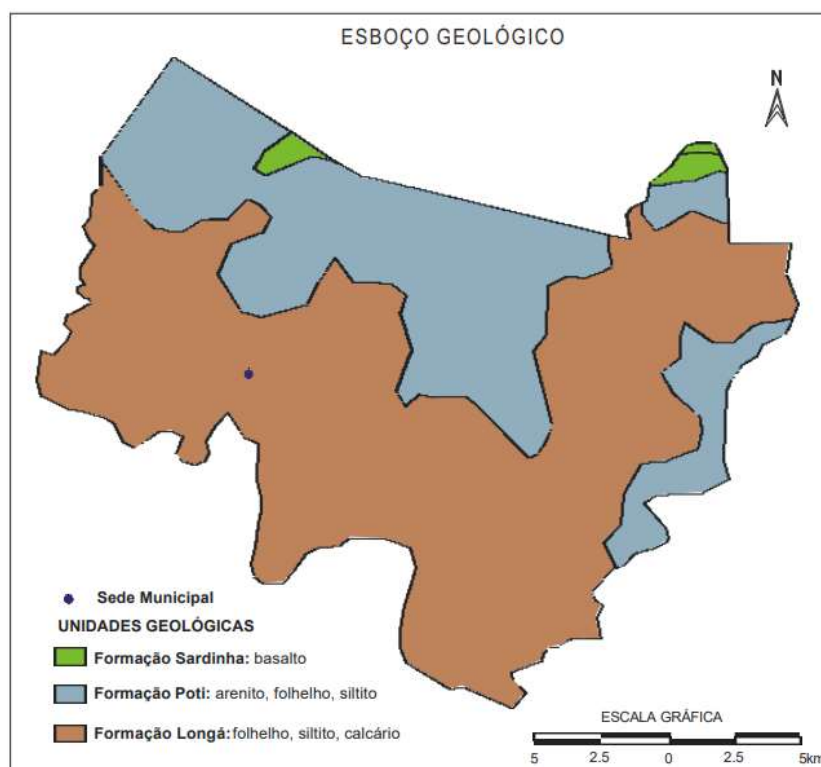 ESBOÇO GEOLÓGICO
N
Sede Municipal
UNIDADES GEOLÓGICAS
Formação Sardinha: basalto
Formação Poti: arenito, folhelho, siltito
Formação Longá: folhelho, siltito, calcário
ESCALA GRÁFICA
5 2.5 0 2.5 5km